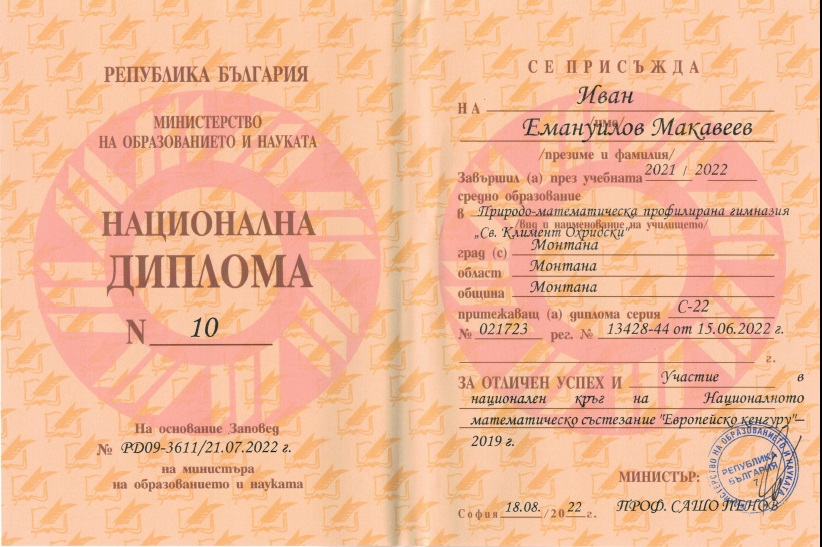 РЕПУБЛИКА БЪЛГАРИЯ
МИНИСТЕРСТВО
НА ОБРАЗОВАНИЕТО И НАУКАТА
НАЦИОНАЛНА
ДИПЛОМА
N 10
На основание Заповед
№ РД09-3611/21.07.2022 г.
на министъра
на образованието и науката
СЕ ПРИСЪЖДА
НА Иван
/име/
Емануилов Макавеев
/презиме и фамилия/
Завършил (а) през учебната 2021 / 2022
средно образование
в Природо-математическа профилирана гимназия
/Вид и наименование на училището/
„Св. Климент Охридски"
град (с) Монтана
област Монтана
община Монтана
притежаващ (а) диплома серия С-22
№ 021723 рег. № 13428-44 от 15.06.2022 г.
г.
ЗА ОТЛИЧЕН УСПЕХ И Участие в
национален кръг на Националното
математическо състезание "Европейско кенгуру"–
2019 г.
МИНИСТЕРСТВО НА ОБРАЗОВАНИЕТО И НАУКАТА
РЕПУБЛИКА
БЪЛГАРИЯ
МИНИСТЪР:
ПРОФ. САШО ПЕНОВ
София 18.08. /20 22 г.